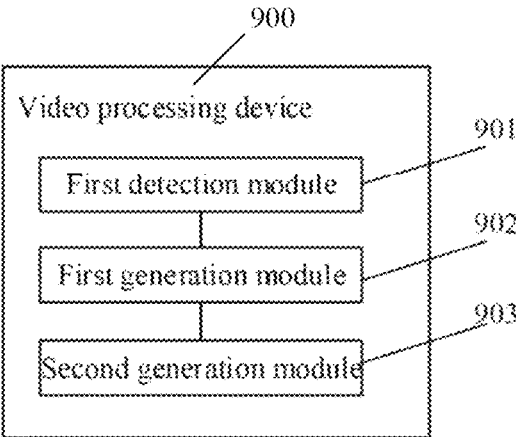 900
Video processing device
901
First detection module
902
First generation module
903
Second generation module